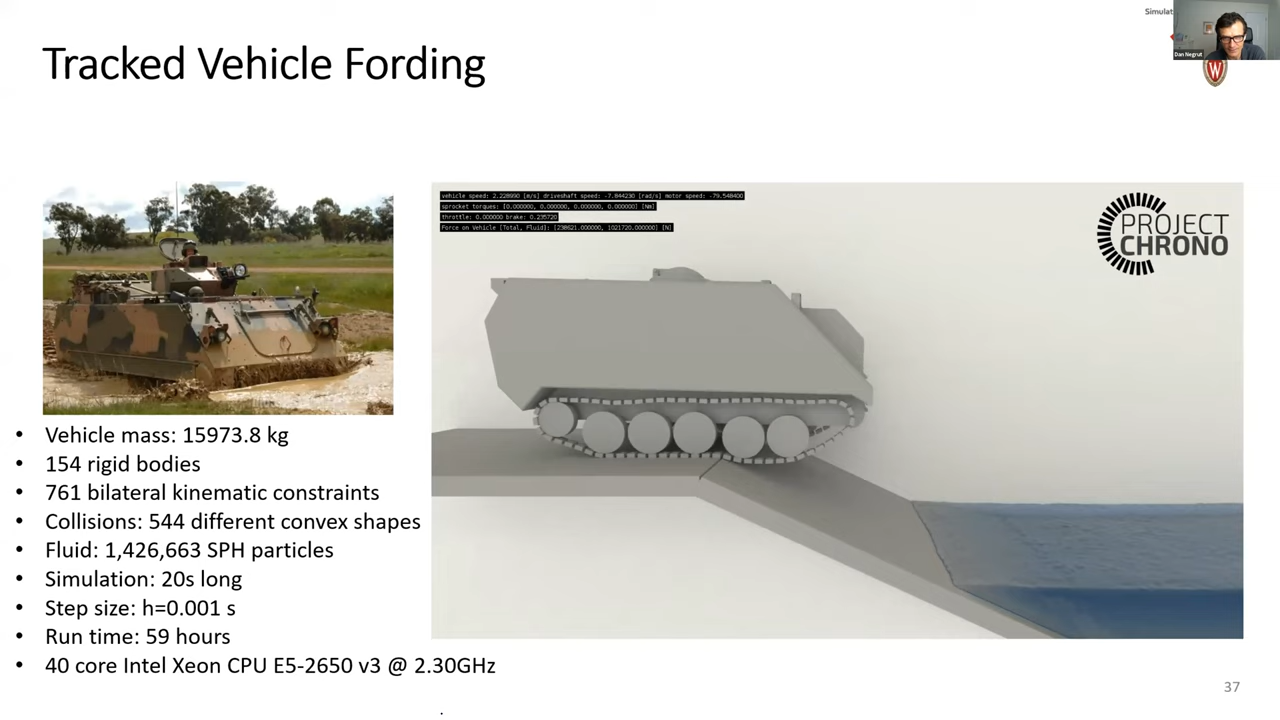 Simulat
Dan Negrut
W
Tracked Vehicle Fording
vehicle speed: 2.228990 [m/s] driveshaft speed: -7.844230 [rad/s] motor speed: -79.548400
sprocket torques: [0.000000, 0.000000, 0.000000, 0.000000] [Nm]
throttle: 0.000000 brake: 0.235720
Force on Vehicle [Total, Fluid]: [238621.000000, 1021720.000000] [N]
PROJECT
CHRONO
• Vehicle mass: 15973.8 kg
• 154 rigid bodies
• 761 bilateral kinematic constraints
• Collisions: 544 different convex shapes
• Fluid: 1,426,663 SPH particles
• Simulation: 20s long
• Step size: h=0.001 s
• Run time: 59 hours
• 40 core Intel Xeon CPU E5-2650 v3 @ 2.30GHz
37